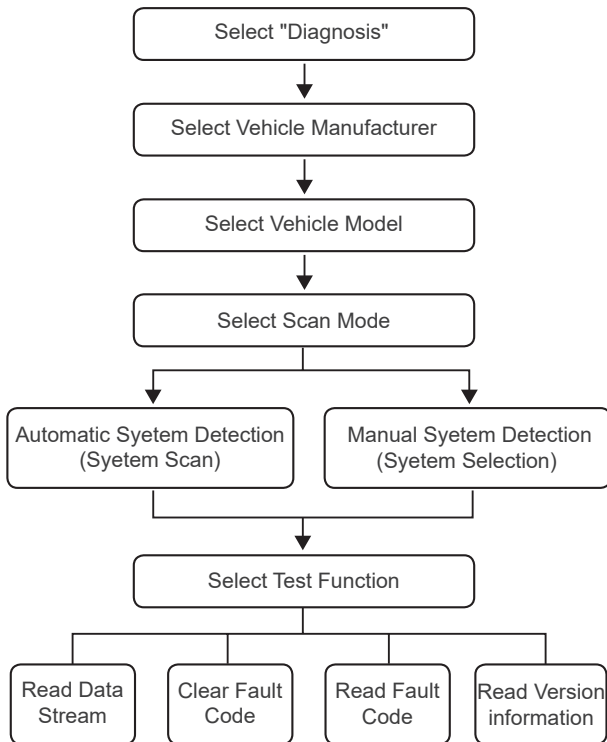 Select "Diagnosis"
Select Vehicle Manufacturer
Select Vehicle Model
Select Scan Mode
Automatic Syetem Detection
(Syetem Scan)
Manual Syetem Detection
(Syetem Selection)
Select Test Function
Read Data
Stream
Clear Fault
Code
Read Fault
Code
Read Version
information